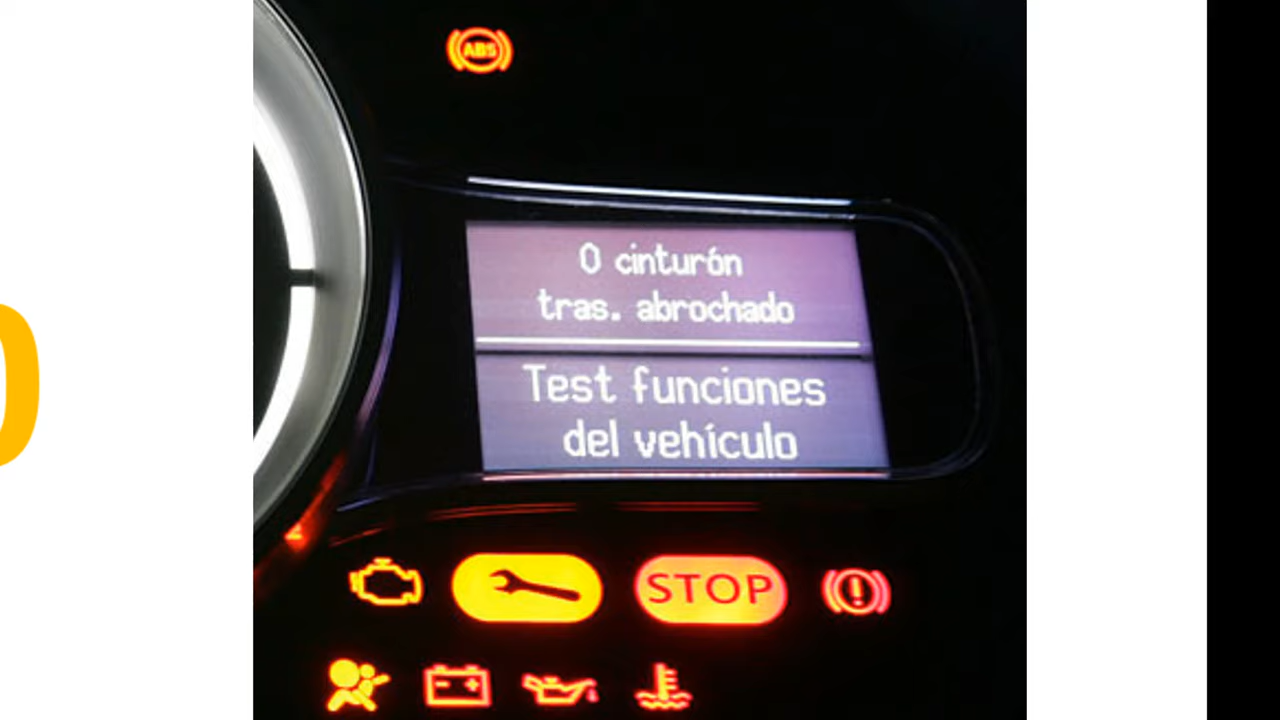 ABS
0 cinturón
tras. abrochado
Test funciones
del vehículo
STOP